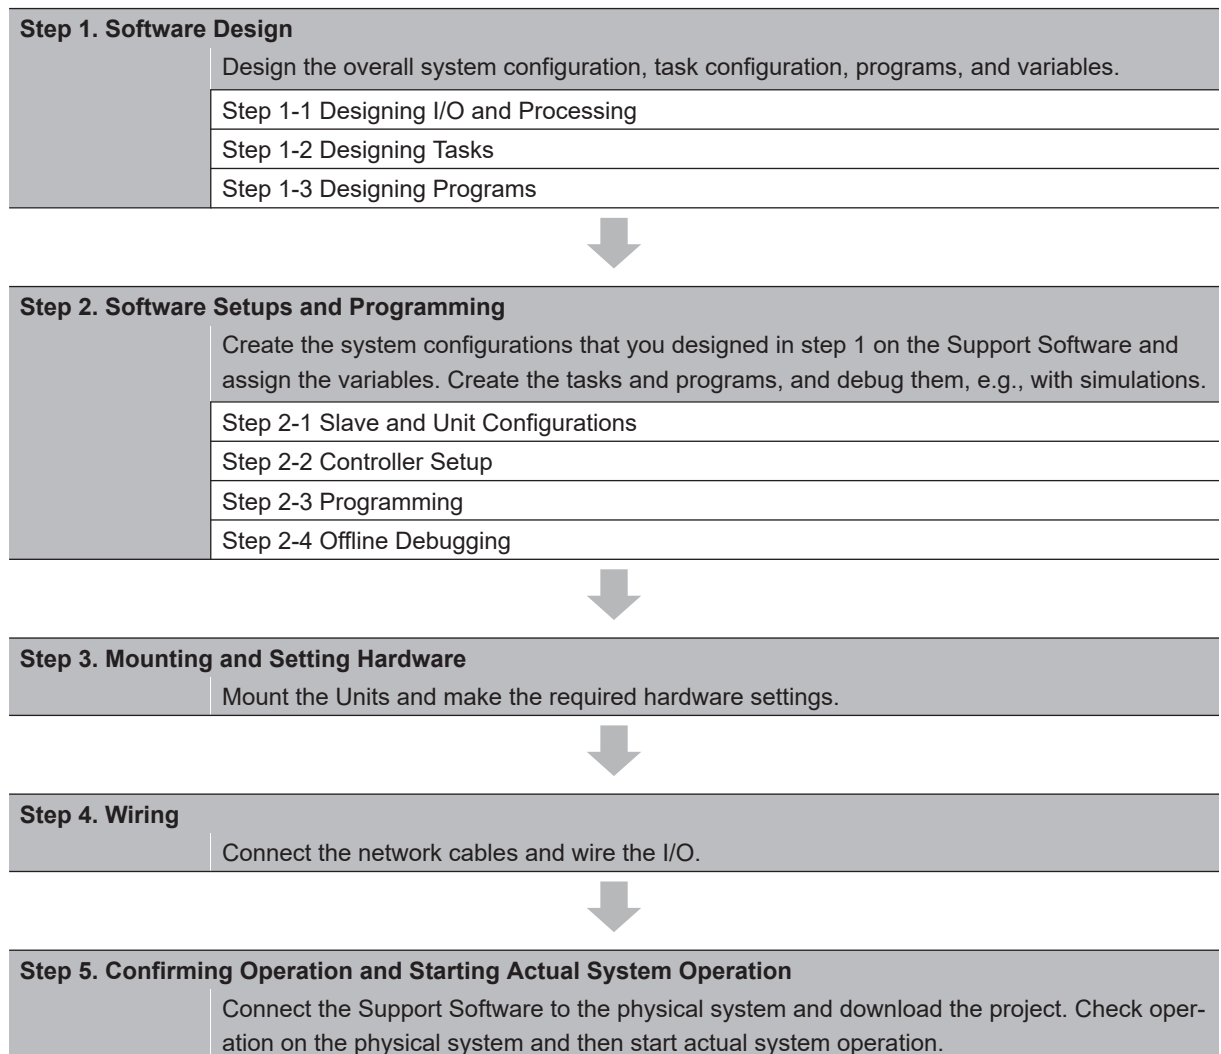 Step 1. Software Design
Design the overall system configuration, task configuration, programs, and variables.
Step 1-1 Designing I/O and Processing
Step 1-2 Designing Tasks
Step 1-3 Designing Programs
Step 2. Software Setups and Programming
Create the system configurations that you designed in step 1 on the Support Software and
assign the variables. Create the tasks and programs, and debug them, e.g., with simulations.
Step 2-1 Slave and Unit Configurations
Step 2-2 Controller Setup
Step 2-3 Programming
Step 2-4 Offline Debugging
Step 3. Mounting and Setting Hardware
Mount the Units and make the required hardware settings.
Step 4. Wiring
Connect the network cables and wire the I/O.
Step 5. Confirming Operation and Starting Actual System Operation
Connect the Support Software to the physical system and download the project. Check oper-
ation on the physical system and then start actual system operation.